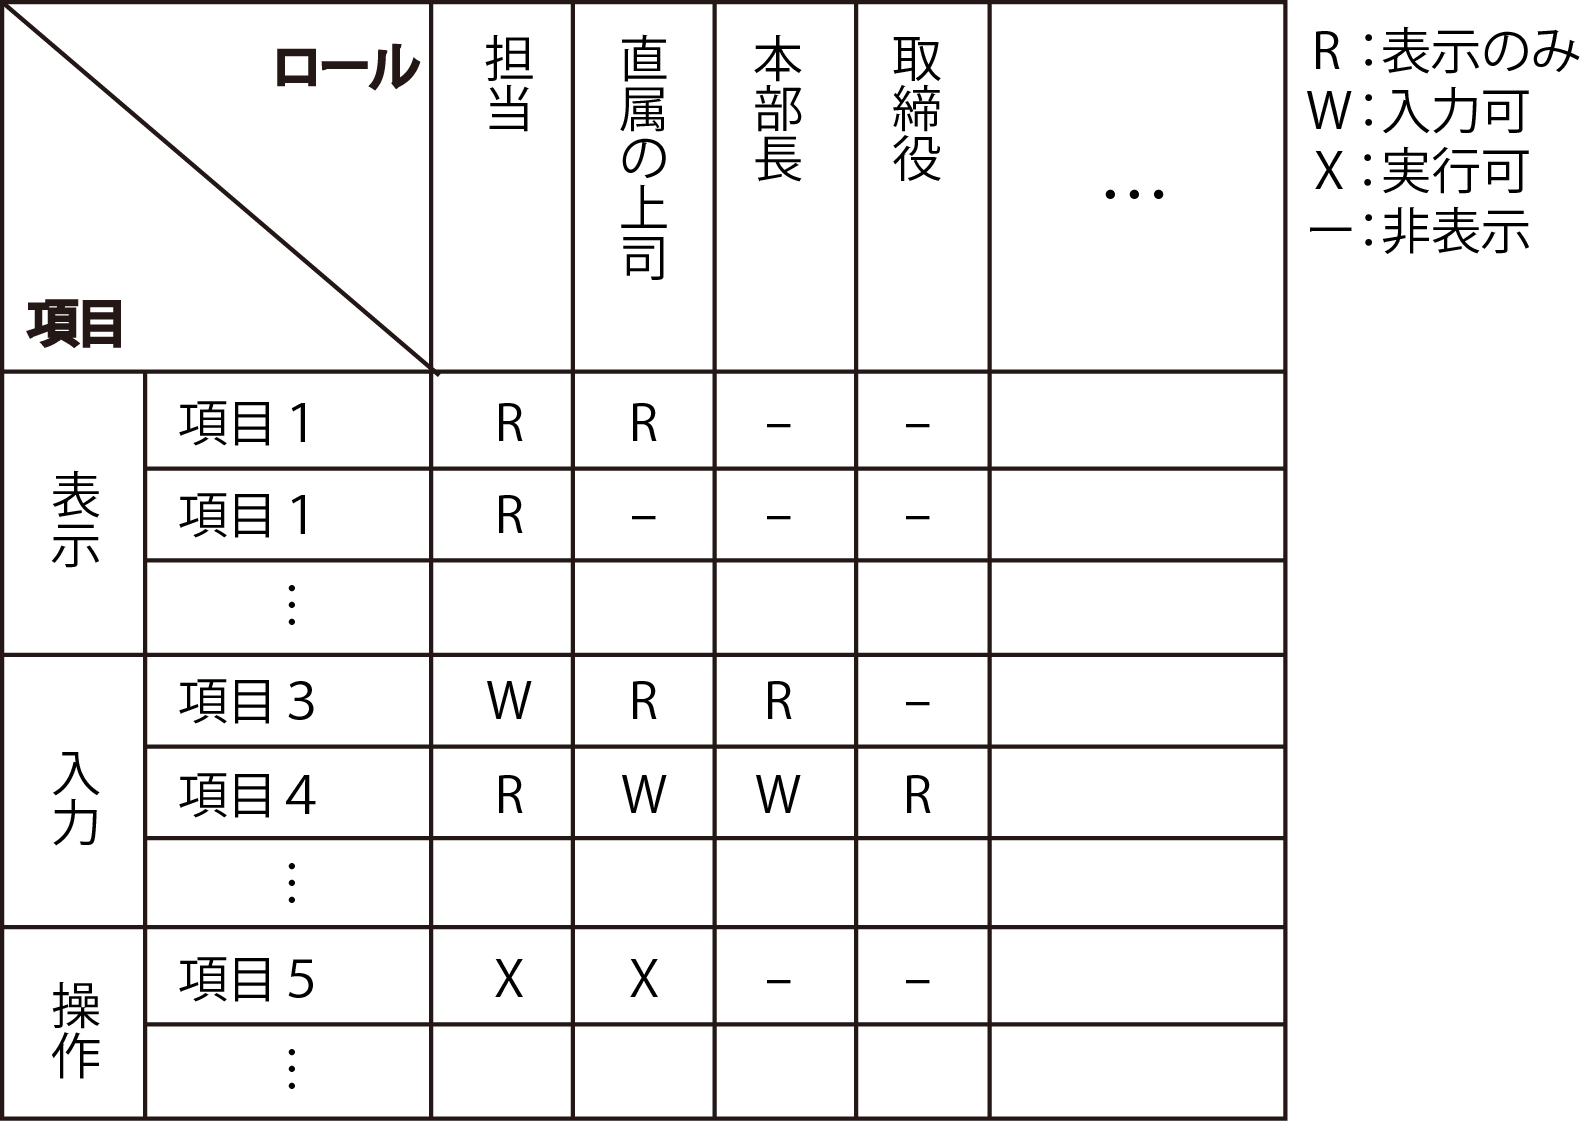 ロール
項目
担当
直属の上司
本部長
取締役
…
R：表示のみ
W：入力可
X：実行可
－：非表示
表示
項目1 R R – –
項目1 R – – –
⋮
入力
項目3 W R R –
項目4 R W W R
⋮
操作
項目5 X X – –
⋮